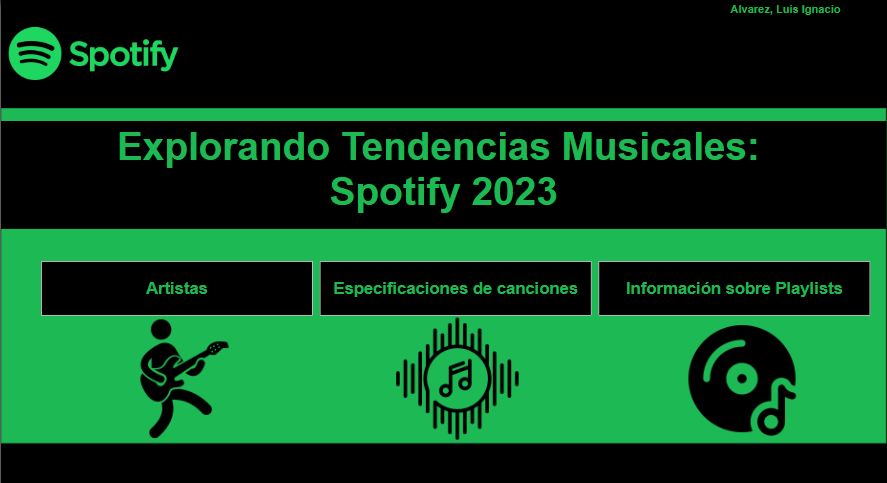 Alvarez, Luis Ignacio
Spotify
Explorando Tendencias Musicales:
Spotify 2023
Artistas
Especificaciones de canciones
Información sobre Playlists